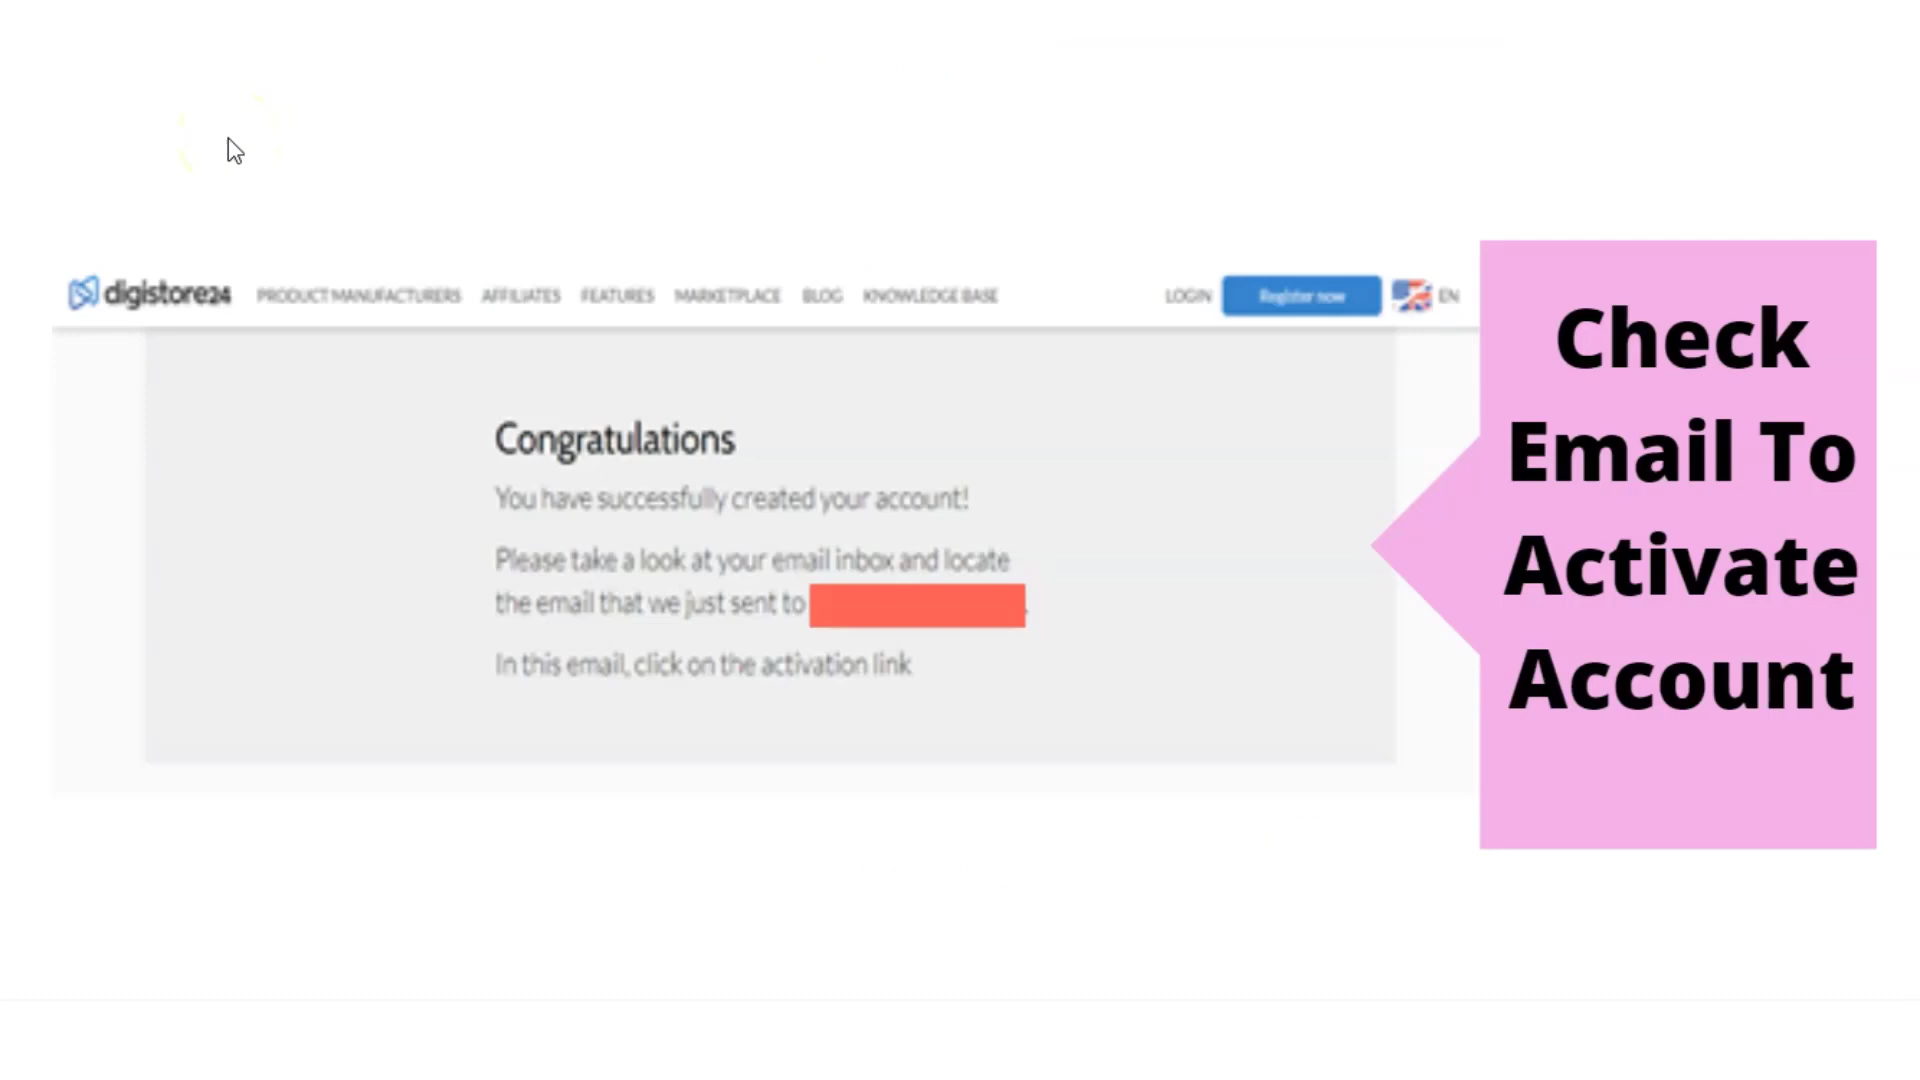 digistore24 PRODUCT MANUFACTURERS AFFILIATES FEATURES MARKETPLACE BLOG KNOWLEDGE BASE LOGIN Register now EN
Congratulations
You have successfully created your account!
Please take a look at your email inbox and locate
the email that we just sent to .
In this email, click on the activation link
Check
Email To
Activate
Account